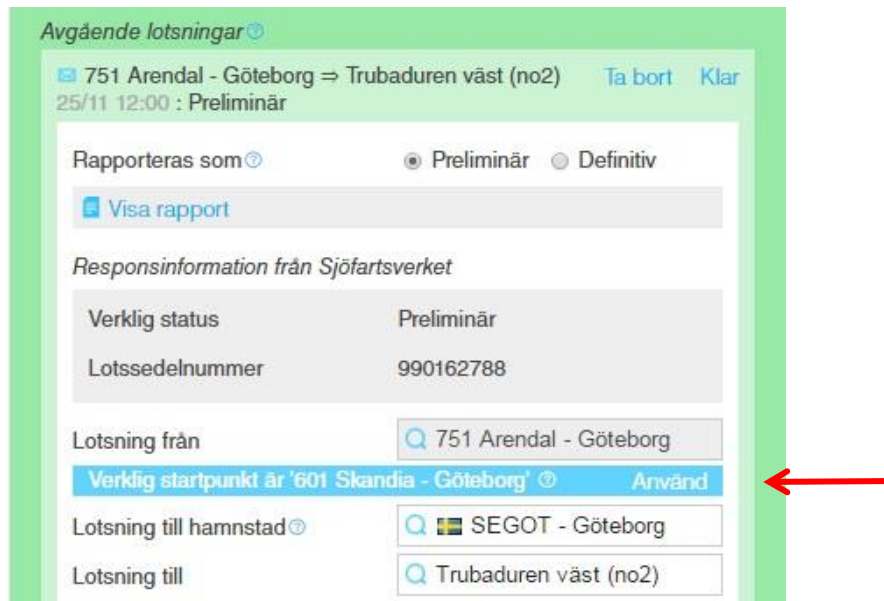 Avgående lotsningar
751 Arendal - Göteborg ⇒ Trubaduren väst (no2) Ta bort Klar
25/11 12:00 : Preliminär
Rapporteras som Preliminär Definitiv
Visa rapport
Responsinformation från Sjöfartsverket
Verklig status Preliminär
Lotssedelnummer 990162788
Lotsning från 751 Arendal - Göteborg
Verklig startpunkt är '601 Skandia - Göteborg' Använd
Lotsning till hamnstad SEGOT - Göteborg
Lotsning till Trubaduren väst (no2)